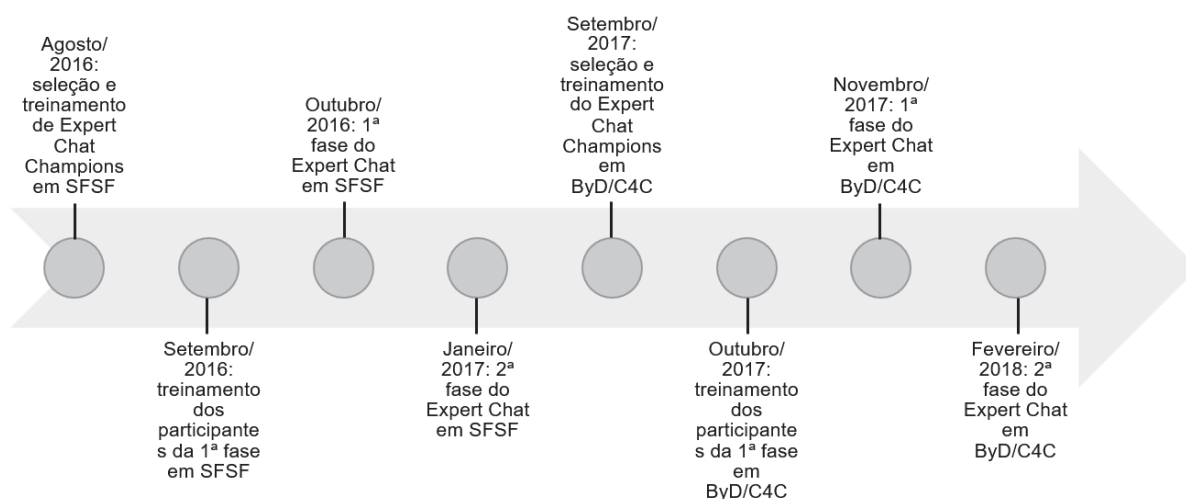 Agosto/
2016:
seleção e
treinamento
de Expert
Chat
Champions
em SFSF
Setembro/
2016:
treinamento
dos
participante
s da 1ª fase
em SFSF
Outubro/
2016: 1ª
fase do
Expert Chat
em SFSF
Janeiro/
2017: 2ª
fase do
Expert Chat
em SFSF
Setembro/
2017:
seleção e
treinamento
do Expert
Chat
Champions
em
ByD/C4C
Outubro/
2017:
treinamento
dos
participante
s da 1ª fase
em
ByD/C4C
Novembro/
2017: 1ª
fase do
Expert Chat
em
ByD/C4C
Fevereiro/
2018: 2ª
fase do
Expert Chat
em
ByD/C4C